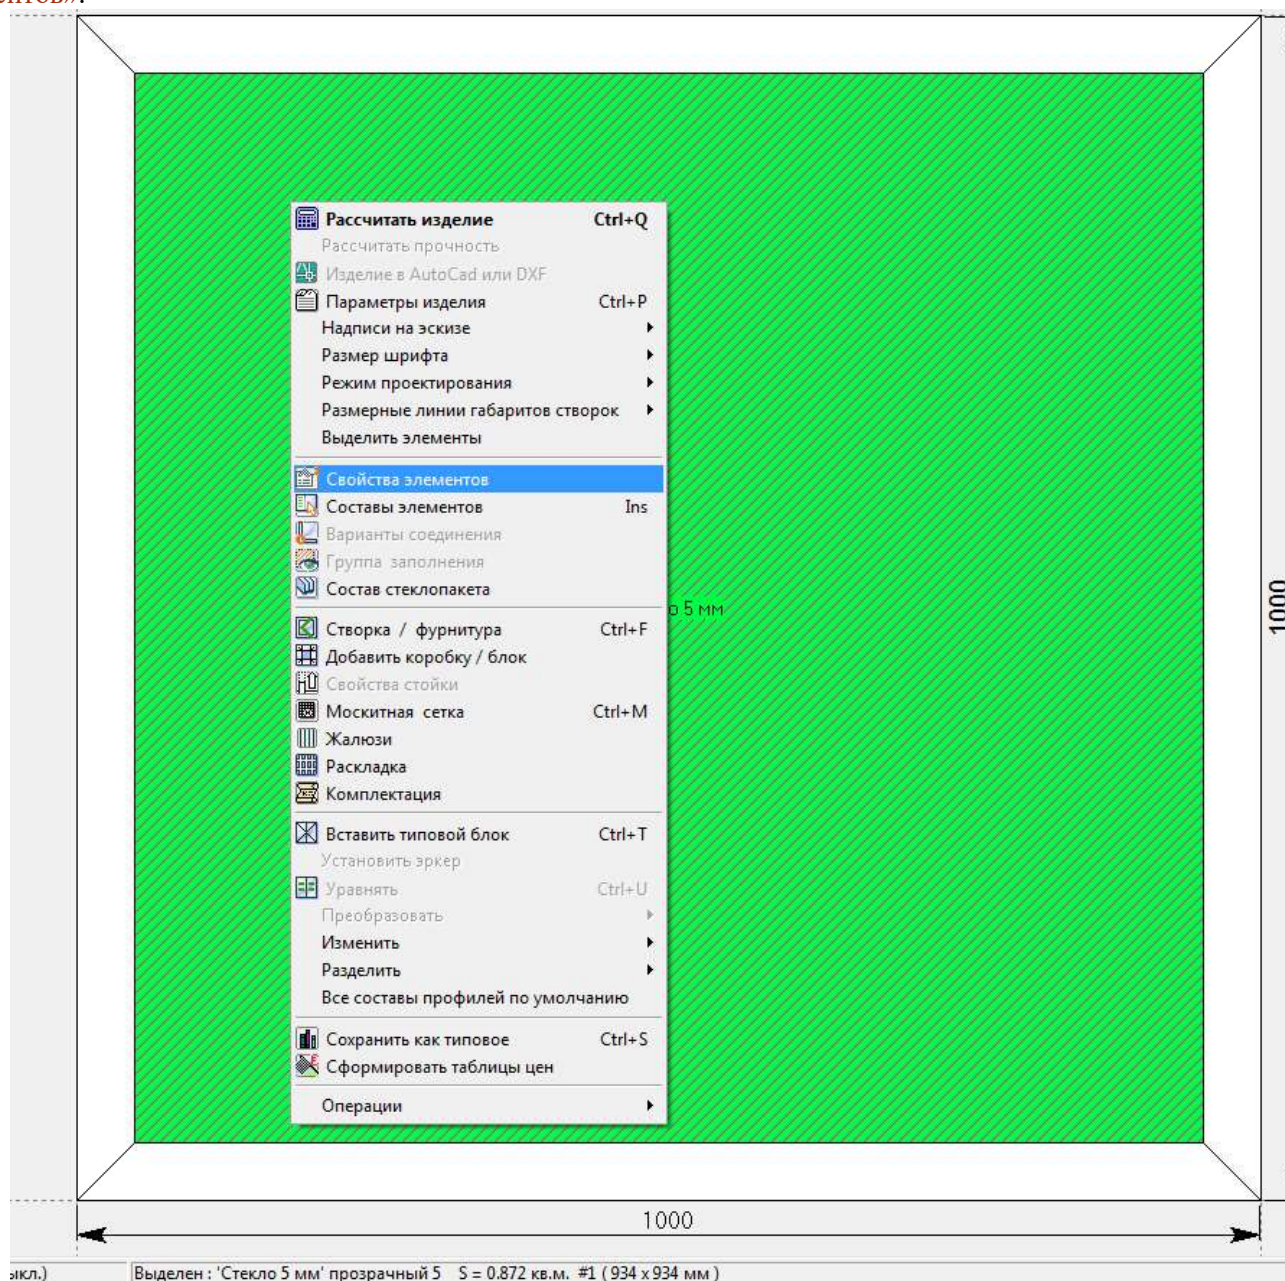 Рассчитать изделие Ctrl+Q
Рассчитать прочность
Изделие в AutoCad или DXF
Параметры изделия Ctrl+P
Надписи на эскизе
Размер шрифта
Режим проектирования
Размерные линии габаритов створок
Выделить элементы
Свойства элементов
Составы элементов Ins
Варианты соединения
Группа заполнения
Состав стеклопакета
о 5 мм
1000
Створка / фурнитура Ctrl+F
Добавить коробку / блок
Свойства стойки
Москитная сетка Ctrl+M
Жалюзи
Раскладка
Комплектация
Вставить типовой блок Ctrl+T
Установить эркер
Уравнять Ctrl+U
Преобразовать
Изменить
Разделить
Все составы профилей по умолчанию
Сохранить как типовое Ctrl+S
Сформировать таблицы цен
Операции
1000
ыкл.) Выделен : 'Стекло 5 мм' прозрачный 5 S = 0.872 кв.м. #1 ( 934 x 934 мм )